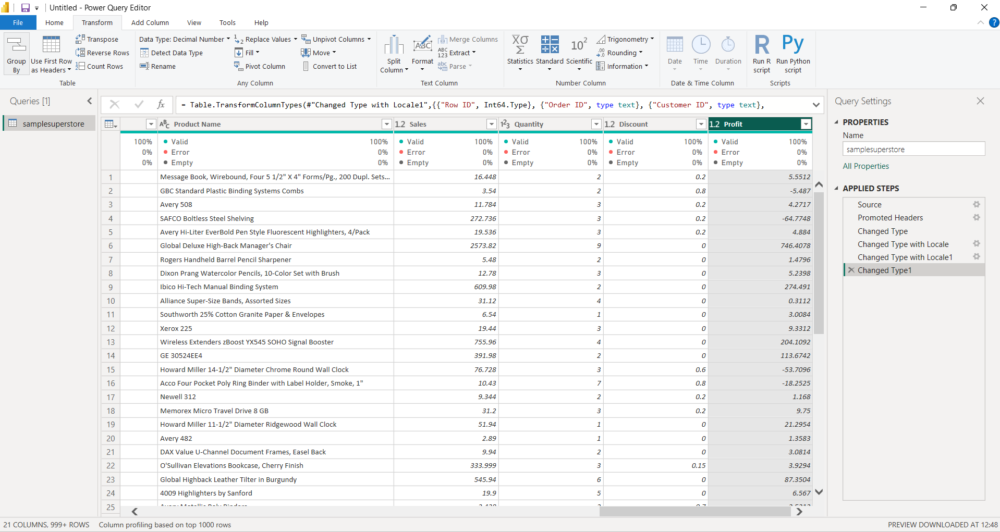 Untitled - Power Query Editor
File Home Transform Add Column View Tools Help
Group By
Use First Row as Headers
Transpose
Reverse Rows
Count Rows
Table
Data Type: Decimal Number
Detect Data Type
Rename
Replace Values
Fill
Pivot Column
Unpivot Columns
Move
Convert to List
Any Column
Split Column
Format
Merge Columns
Extract
Parse
Text Column
Statistics
Standard
Scientific
Trigonometry
Rounding
Information
Number Column
Date
Time
Duration
Date & Time Column
Run R script
Run Python script
Scripts
Queries [1]
samplesuperstore
fx
= Table.TransformColumnTypes(#"Changed Type with Locale1",{{"Row ID", Int64.Type}, {"Order ID", type text}, {"Customer ID", type text},
Product Name 1.2 Sales 123 Quantity 1.2 Discount 1.2 Profit
100% Valid 100% Valid 100% Valid 100% Valid 100% Valid 100%
0% Error 0% Error 0% Error 0% Error 0% Error 0%
0% Empty 0% Empty 0% Empty 0% Empty 0% Empty 0%
1 Message Book, Wirebound, Four 5 1/2" X 4" Forms/Pg., 200 Dupl. Sets... 16.448 2 0.2 5.5512
2 GBC Standard Plastic Binding Systems Combs 3.54 2 0.8 -5.487
3 Avery 508 11.784 3 0.2 4.2717
4 SAFCO Boltless Steel Shelving 272.736 3 0.2 -64.7748
5 Avery Hi-Liter EverBold Pen Style Fluorescent Highlighters, 4/Pack 19.536 3 0.2 4.884
6 Global Deluxe High-Back Manager's Chair 2573.82 9 0 746.4078
7 Rogers Handheld Barrel Pencil Sharpener 5.48 2 0 1.4796
8 Dixon Prang Watercolor Pencils, 10-Color Set with Brush 12.78 3 0 5.2398
9 Ibico Hi-Tech Manual Binding System 609.98 2 0 274.491
10 Alliance Super-Size Bands, Assorted Sizes 31.12 4 0 0.3112
11 Southworth 25% Cotton Granite Paper & Envelopes 6.54 1 0 3.0084
12 Xerox 225 19.44 3 0 9.3312
13 Wireless Extenders zBoost YX545 SOHO Signal Booster 755.96 4 0 204.1092
14 GE 30524EE4 391.98 2 0 113.6742
15 Howard Miller 14-1/2" Diameter Chrome Round Wall Clock 76.728 3 0.6 -53.7096
16 Acco Four Pocket Poly Ring Binder with Label Holder, Smoke, 1" 10.43 7 0.8 -18.2525
17 Newell 312 9.344 2 0.2 1.168
18 Memorex Micro Travel Drive 8 GB 31.2 3 0.2 9.75
19 Howard Miller 11-1/2" Diameter Ridgewood Wall Clock 51.94 1 0 21.2954
20 Avery 482 2.89 1 0 1.3583
21 DAX Value U-Channel Document Frames, Easel Back 9.94 2 0 3.0814
22 O'Sullivan Elevations Bookcase, Cherry Finish 333.999 3 0.15 3.9294
23 Global Highback Leather Tilter in Burgundy 545.94 6 0 87.3504
24 4009 Highlighters by Sanford 19.9 5 0 6.567
25
Query Settings
PROPERTIES
Name
samplesuperstore
All Properties
APPLIED STEPS
Source
Promoted Headers
Changed Type
Changed Type with Locale
Changed Type with Locale1
Changed Type1
21 COLUMNS, 999+ ROWS Column profiling based on top 1000 rows
PREVIEW DOWNLOADED AT 12:48